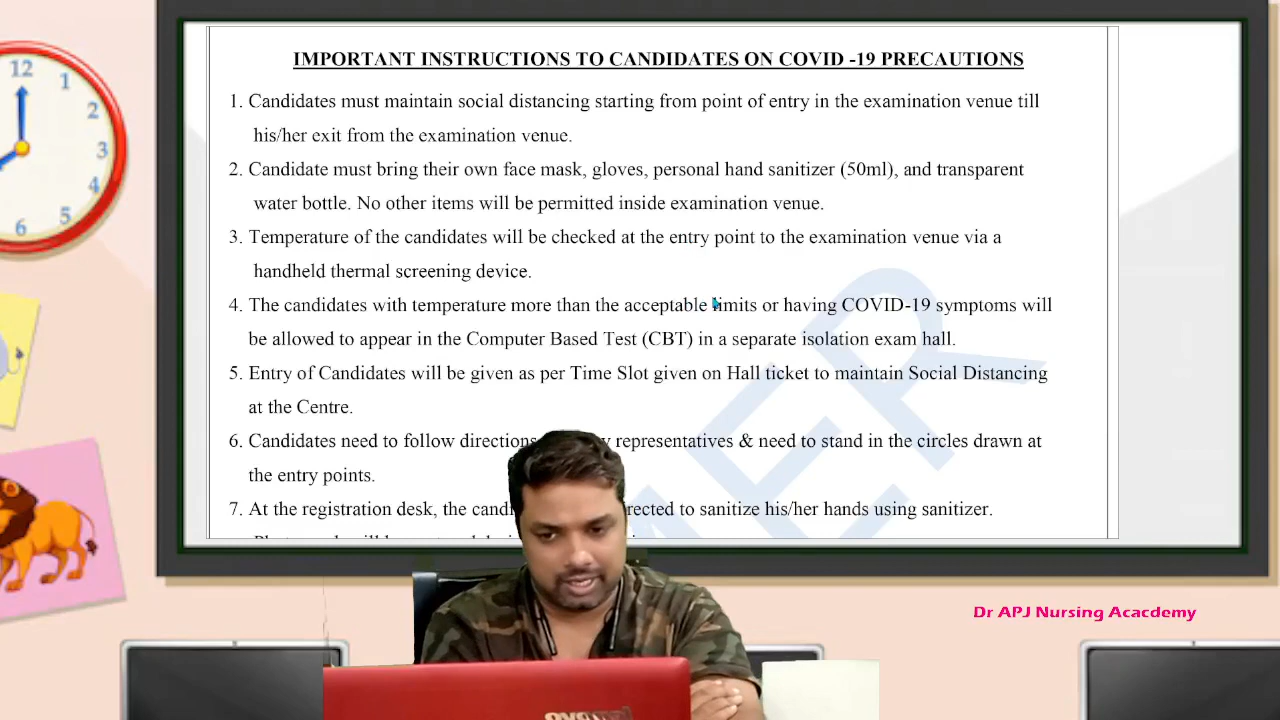 IMPORTANT INSTRUCTIONS TO CANDIDATES ON COVID -19 PRECAUTIONS
1. Candidates must maintain social distancing starting from point of entry in the examination venue till
his/her exit from the examination venue.
2. Candidate must bring their own face mask, gloves, personal hand sanitizer (50ml), and transparent
water bottle. No other items will be permitted inside examination venue.
3. Temperature of the candidates will be checked at the entry point to the examination venue via a
handheld thermal screening device.
4. The candidates with temperature more than the acceptable limits or having COVID-19 symptoms will
be allowed to appear in the Computer Based Test (CBT) in a separate isolation exam hall.
5. Entry of Candidates will be given as per Time Slot given on Hall ticket to maintain Social Distancing
at the Centre.
6. Candidates need to follow directions representatives & need to stand in the circles drawn at
the entry points.
7. At the registration desk, the to sanitize his/her hands using sanitizer.
MER
12
1
2
3
4
5
6
Dr APJ Nursing Acacdemy